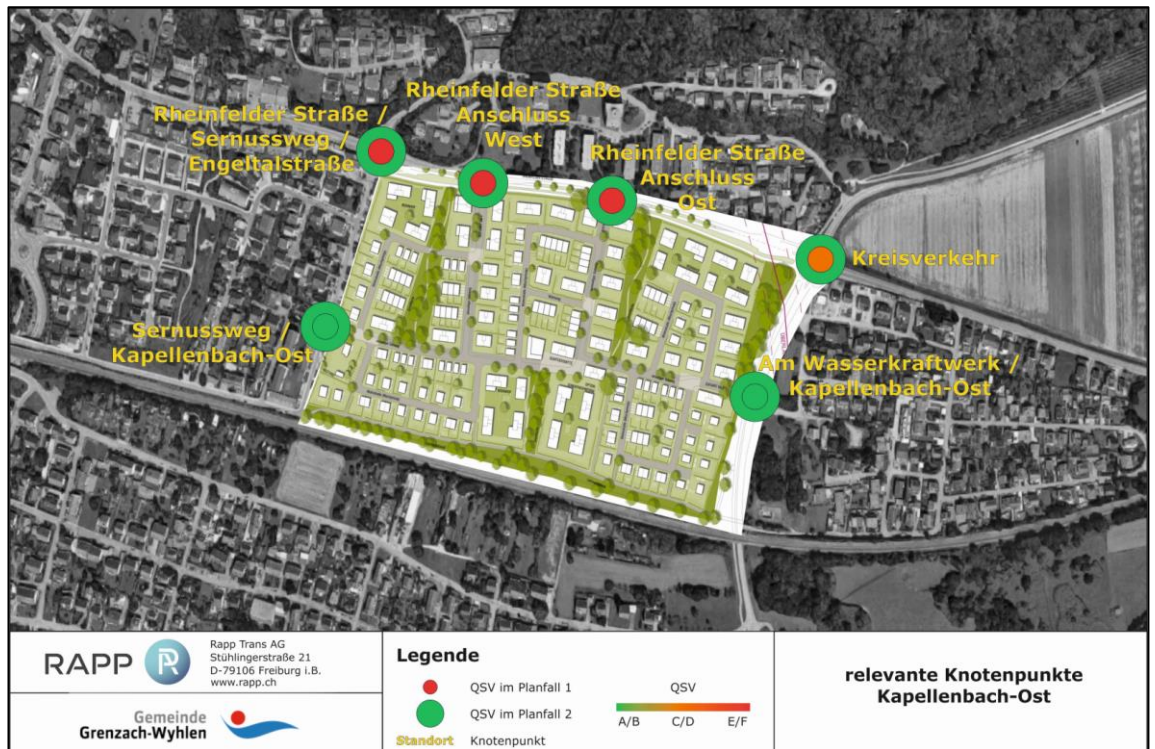 Rheinfelder Straße
Anschluss
West
Rheinfelder Straße /
Sernussweg /
Engeltalstraße
Rheinfelder Straße
Anschluss
Ost
Kreisverkehr
Sernussweg /
Kapellenbach-Ost
Am Wasserkraftwerk /
Kapellenbach-Ost
RAPP
Rapp Trans AG
Stühlingerstraße 21
D-79106 Freiburg i.B.
www.rapp.ch
Gemeinde
Grenzach-Wyhlen
Legende
QSV im Planfall 1
QSV im Planfall 2
Standort Knotenpunkt
QSV
A/B C/D E/F
relevante Knotenpunkte
Kapellenbach-Ost